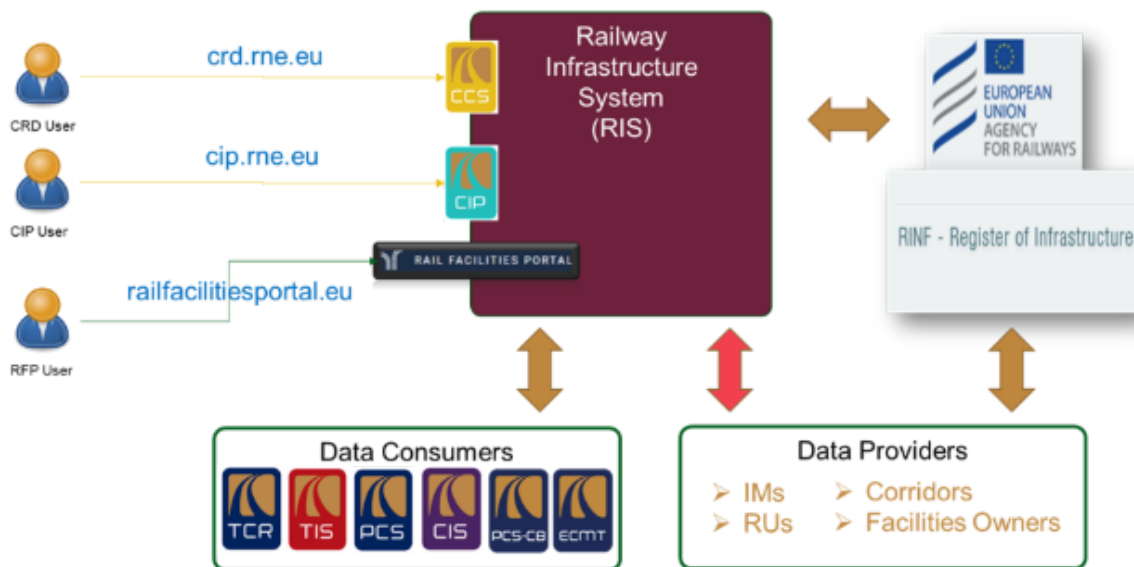 CRD User
crd.rne.eu
CCS
CIP User
cip.rne.eu
CIP
RFP User
railfacilitiesportal.eu
RAIL FACILITIES PORTAL
Railway
Infrastructure
System
(RIS)
EUROPEAN
UNION
AGENCY
FOR RAILWAYS
RINF - Register of Infrastructure
Data Consumers
TCR
TIS
PCS
CIS
PCS-CB
ECMT
Data Providers
➢ IMs
➢ RUs
➢ Corridors
➢ Facilities Owners